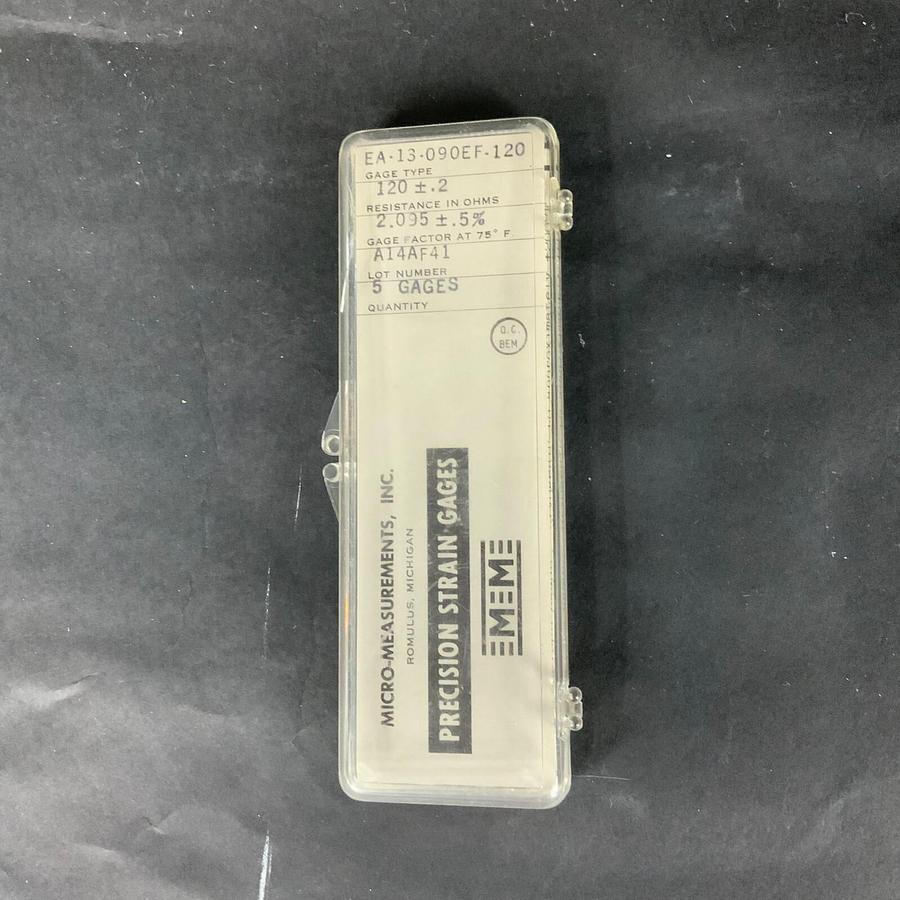 EA·13·090EF·120
GAGE TYPE
120 ±.2
RESISTANCE IN OHMS
2.095 ±.5%
GAGE FACTOR AT 75° F.
A14AF41
LOT NUMBER
5 GAGES
QUANTITY
Q.C.
BEM
MICRO-MEASUREMENTS, INC.
ROMULUS, MICHIGAN
PRECISION STRAIN GAGES
MM